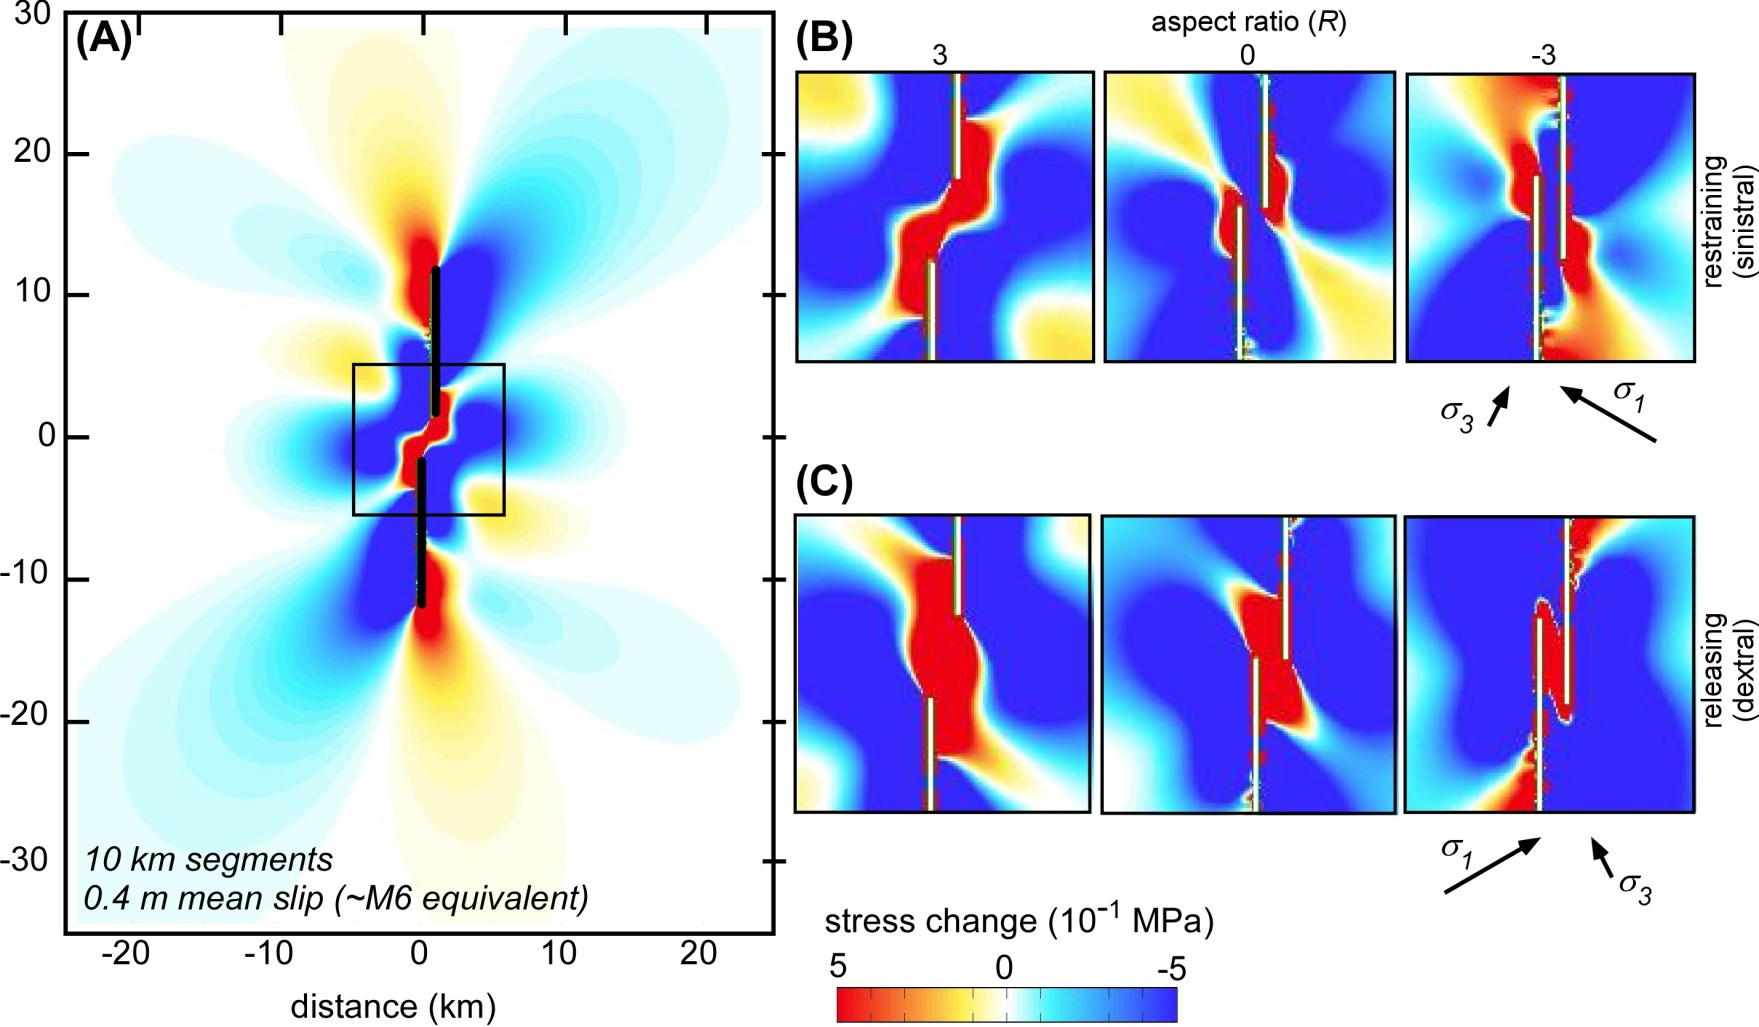 (A)
30
20
10
0
-10
-20
-30
10 km segments
0.4 m mean slip (~M6 equivalent)
-20 -10 0 10 20
distance (km)
(B)
aspect ratio (R)
3 0 -3
restraining
(sinistral)
σ3 σ1
(C)
releasing
(dextral)
σ1 σ3
stress change (10⁻¹ MPa)
5 0 -5